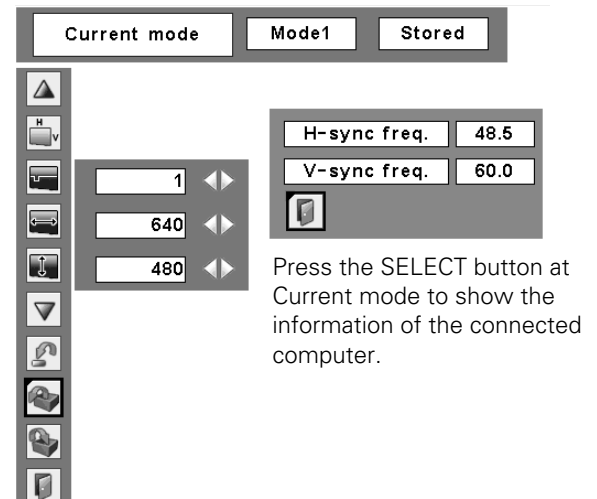 Current mode Mode1 Stored
H V
H-sync freq. 48.5
V-sync freq. 60.0
1
640
480
Press the SELECT button at
Current mode to show the
information of the connected
computer.